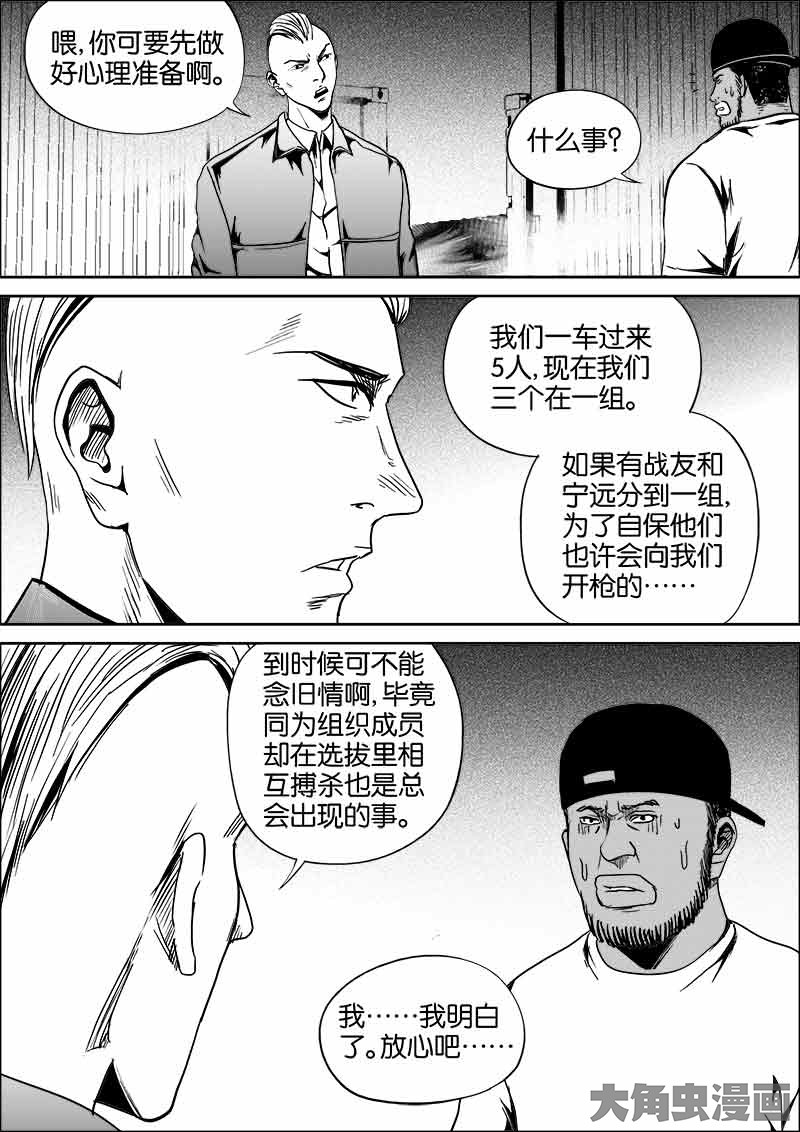 喂,你可要先做
好心理准备啊。
什么事?
我们一车过来
5人,现在我们
三个在一组。
如果有战友和
宁远分到一组,
为了自保他们
也许会向我们
开枪的……
到时候可不能
念旧情啊,毕竟
同为组织成员
却在选拔里相
互搏杀也是总
会出现的事。
我……我明白
了。放心吧……
大角虫漫画